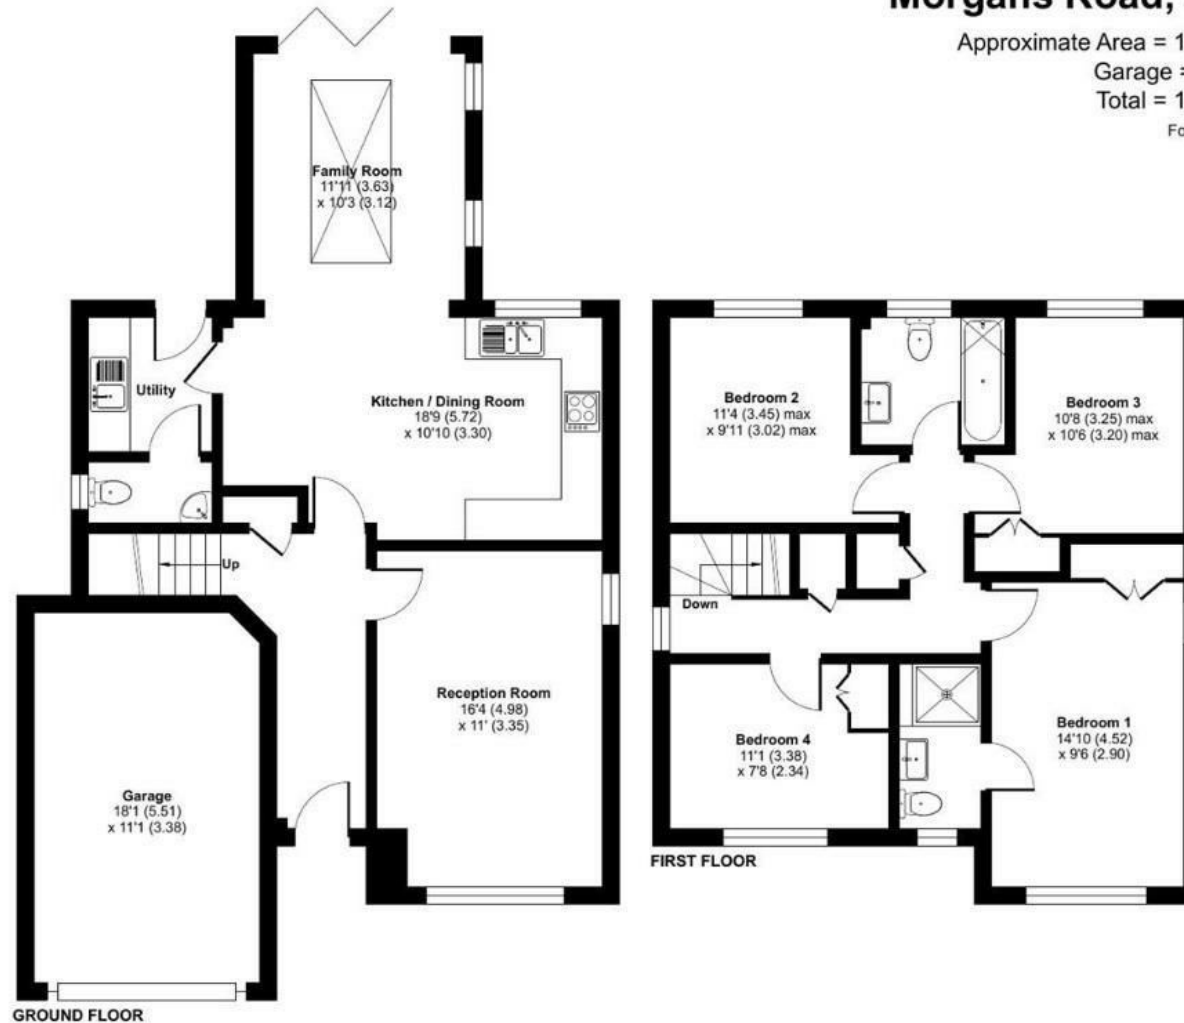 Morgans Road,
Approximate Area = 1
Garage =
Total = 1
Fo
Family Room
11'11 (3.63)
x 10'3 (3.12)
Utility
Kitchen / Dining Room
18'9 (5.72)
x 10'10 (3.30)
Up
Reception Room
16'4 (4.98)
x 11' (3.35)
Garage
18'1 (5.51)
x 11'1 (3.38)
GROUND FLOOR
Bedroom 2
11'4 (3.45) max
x 9'11 (3.02) max
Bedroom 3
10'8 (3.25) max
x 10'6 (3.20) max
Down
Bedroom 4
11'1 (3.38)
x 7'8 (2.34)
Bedroom 1
14'10 (4.52)
x 9'6 (2.90)
FIRST FLOOR